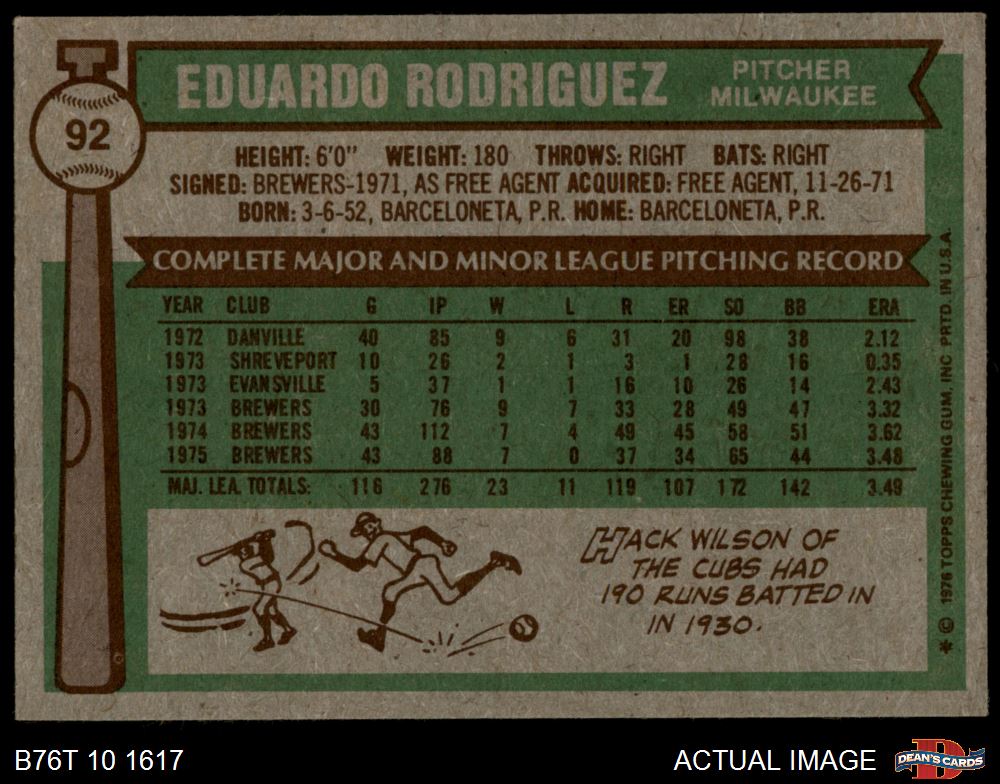 92
EDUARDO RODRIGUEZ
PITCHER
MILWAUKEE
HEIGHT: 6'0" WEIGHT: 180 THROWS: RIGHT BATS: RIGHT
SIGNED: BREWERS-1971, AS FREE AGENT ACQUIRED: FREE AGENT, 11-26-71
BORN: 3-6-52, BARCELONETA, P.R. HOME: BARCELONETA, P.R.
COMPLETE MAJOR AND MINOR LEAGUE PITCHING RECORD
YEAR CLUB G IP W L R ER SO BB ERA
1972 DANVILLE 40 85 9 6 31 20 98 38 2.12
1973 SHREVEPORT 10 26 2 1 3 1 28 16 0.35
1973 EVANSVILLE 5 37 1 1 16 10 26 14 2.43
1973 BREWERS 30 76 9 7 33 28 49 47 3.32
1974 BREWERS 43 112 7 4 49 45 58 51 3.62
1975 BREWERS 43 88 7 0 37 34 65 44 3.48
MAJ. LEA. TOTALS: 116 276 23 11 119 107 172 142 3.49
HACK WILSON OF
THE CUBS HAD
190 RUNS BATTED IN
IN 1930.
* © 1976 TOPPS CHEWING GUM, INC. PRTD. IN U.S.A.
B76T 10 1617
ACTUAL IMAGE
DEAN'S CARDS